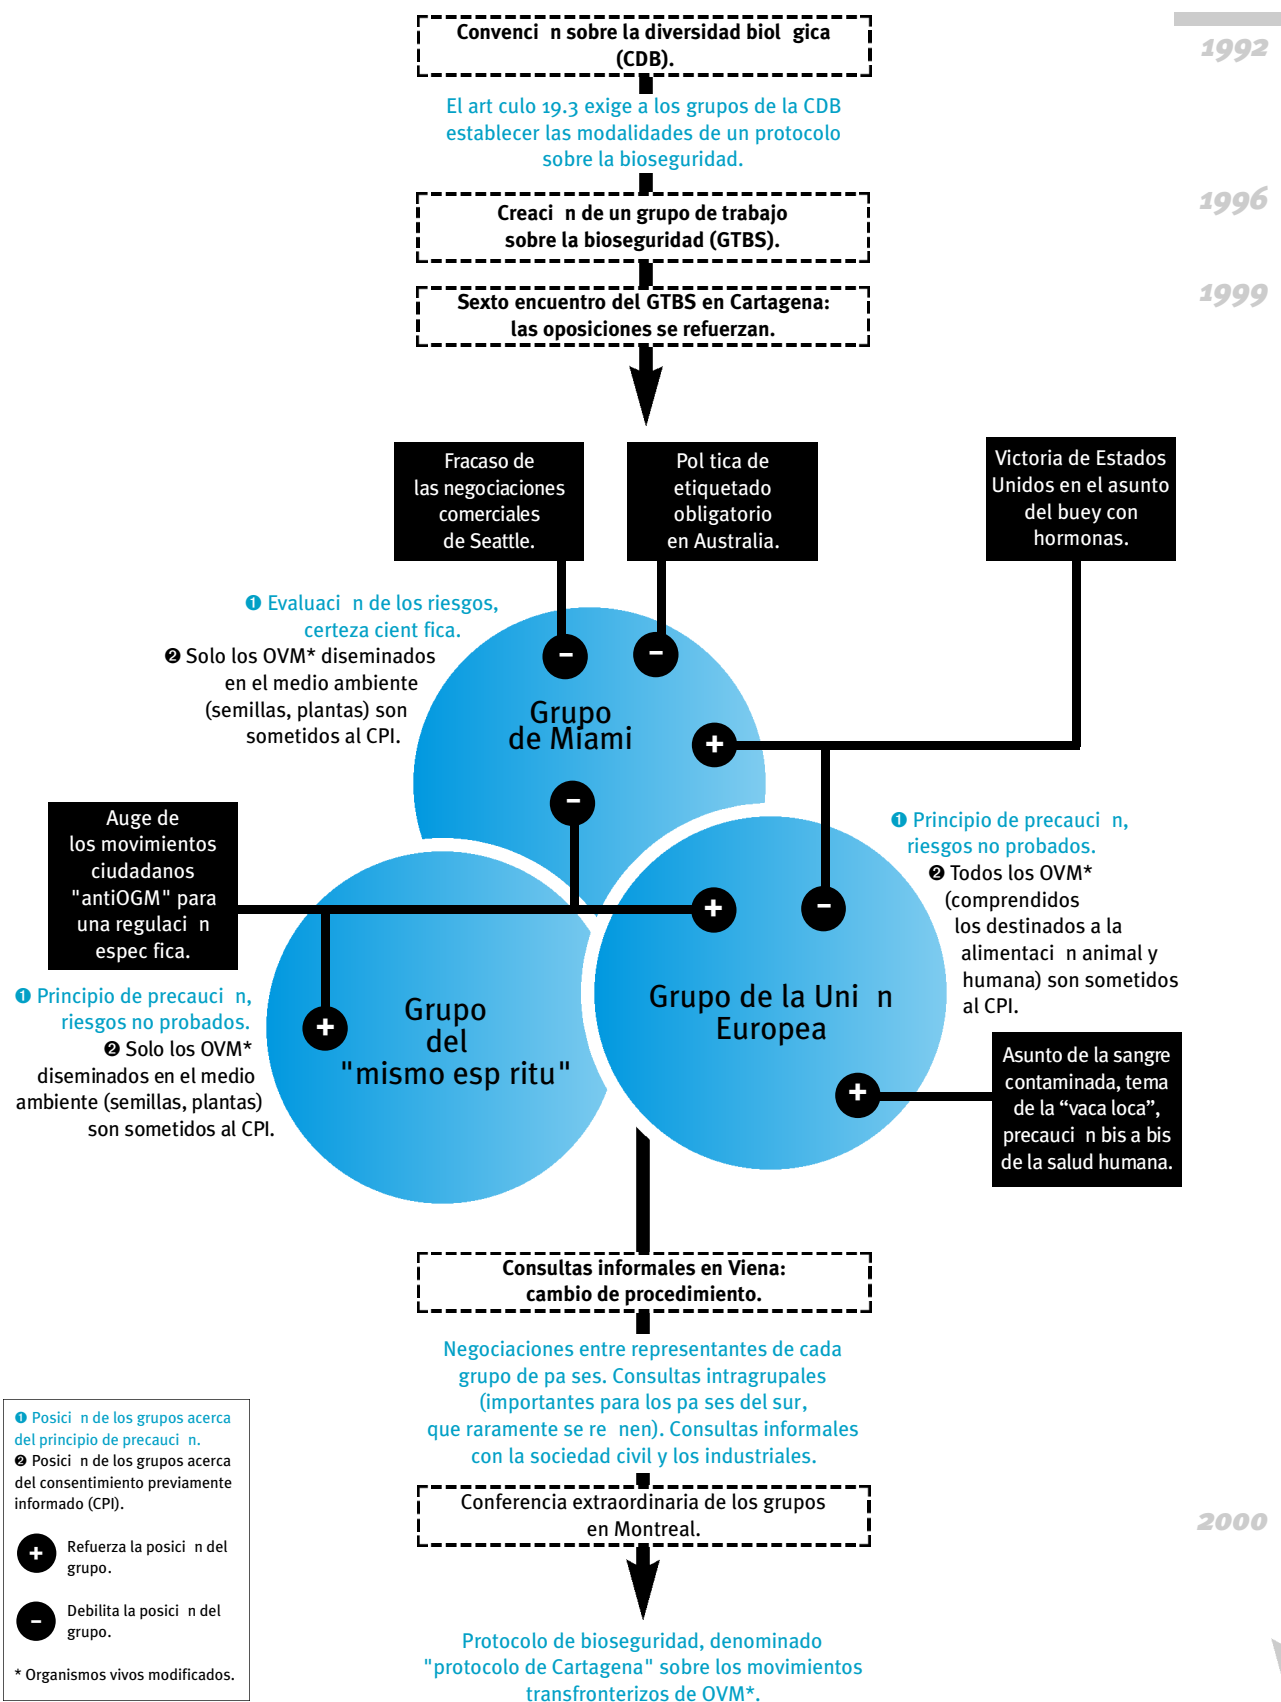 Convenci n sobre la diversidad biol gica
(CDB).
1992
El art culo 19.3 exige a los grupos de la CDB
establecer las modalidades de un protocolo
sobre la bioseguridad.
Creaci n de un grupo de trabajo
sobre la bioseguridad (GTBS).
1996
Sexto encuentro del GTBS en Cartagena:
las oposiciones se refuerzan.
1999
Fracaso de
las negociaciones
comerciales
de Seattle.
Pol tica de
etiquetado
obligatorio
en Australia.
Victoria de Estados
Unidos en el asunto
del buey con
hormonas.
❶ Evaluaci n de los riesgos,
certeza cient fica.
❷ Solo los OVM* diseminados
en el medio ambiente
(semillas, plantas) son
sometidos al CPI.
–
–
Grupo
de Miami
+
–
Auge de
los movimientos
ciudadanos
"antiOGM" para
una regulaci n
espec fica.
❶ Principio de precauci n,
riesgos no probados.
❷ Todos los OVM*
(comprendidos
los destinados a la
alimentaci n animal y
humana) son sometidos
al CPI.
+
–
❶ Principio de precauci n,
riesgos no probados.
❷ Solo los OVM*
diseminados en el medio
ambiente (semillas, plantas)
son sometidos al CPI.
+
Grupo
del
"mismo esp ritu"
Grupo de la Uni n
Europea
+
Asunto de la sangre
contaminada, tema
de la “vaca loca”,
precauci n bis a bis
de la salud humana.
Consultas informales en Viena:
cambio de procedimiento.
Negociaciones entre representantes de cada
grupo de pa ses. Consultas intragrupales
(importantes para los pa ses del sur,
que raramente se re nen). Consultas informales
con la sociedad civil y los industriales.
Conferencia extraordinaria de los grupos
en Montreal.
2000
Protocolo de bioseguridad, denominado
"protocolo de Cartagena" sobre los movimientos
transfronterizos de OVM*.
❶ Posici n de los grupos acerca
del principio de precauci n.
❷ Posici n de los grupos acerca
del consentimiento previamente
informado (CPI).
+ Refuerza la posici n del
grupo.
– Debilita la posici n del
grupo.
* Organismos vivos modificados.